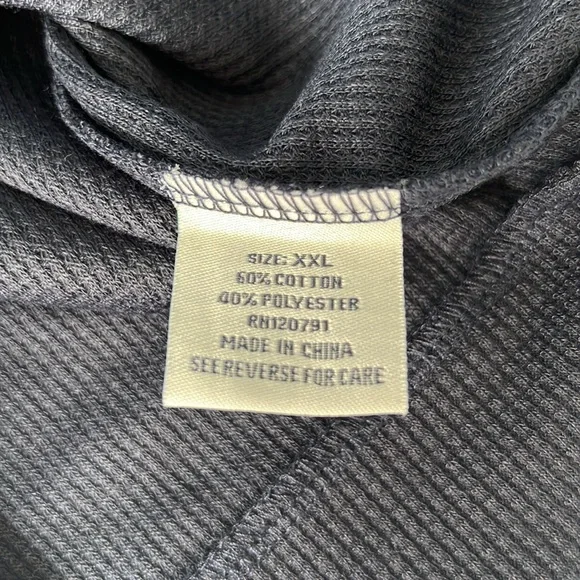 SIZE: XXL
60% COTTON
40% POLYESTER
RN120791
MADE IN CHINA
SEE REVERSE FOR CARE